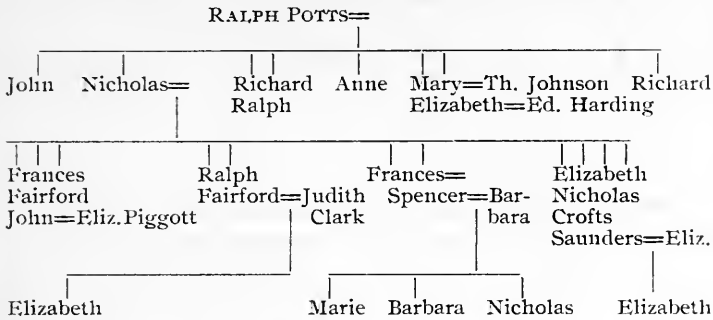 RALPH POTTS=
John Nicholas= Richard Anne Mary=Th. Johnson Richard
Ralph Elizabeth=Ed. Harding
Frances Ralph Frances= Elizabeth
Fairford Fairford=Judith Spencer=Bar- Nicholas
John=Eliz. Piggott Clark bara Crofts
Saunders=Eliz.
Elizabeth Marie Barbara Nicholas Elizabeth